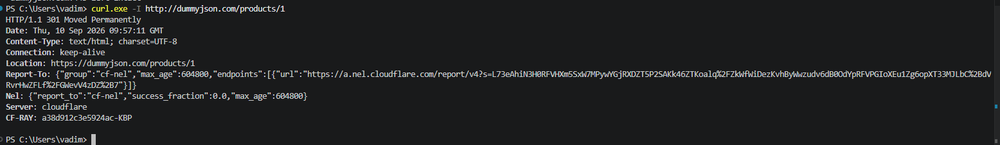 PS C:\Users\vadim> curl.exe -I http://dummyjson.com/products/1
HTTP/1.1 301 Moved Permanently
Date: Thu, 10 Sep 2026 09:57:11 GMT
Content-Type: text/html; charset=UTF-8
Connection: keep-alive
Location: https://dummyjson.com/products/1
Report-To: {"group":"cf-nel","max_age":604800,"endpoints":[{"url":"https://a.nel.cloudflare.com/report/v4?s=L73eAhiN3H0RFVHXm5SxW7MPywYGjRXDZT5P2SAKk46ZTKoalq%2FZkWfWiDezKvhByWwzudv6dB0OdYpRFVPGIoXEu1Zg6opXT33MJLbC%2BdV
RvrHwZFLf%2FGWevV4zDZ%2B7"}]}
Nel: {"report_to":"cf-nel","success_fraction":0.0,"max_age":604800}
Server: cloudflare
CF-RAY: a38d912c3e5924ac-KBP
PS C:\Users\vadim>